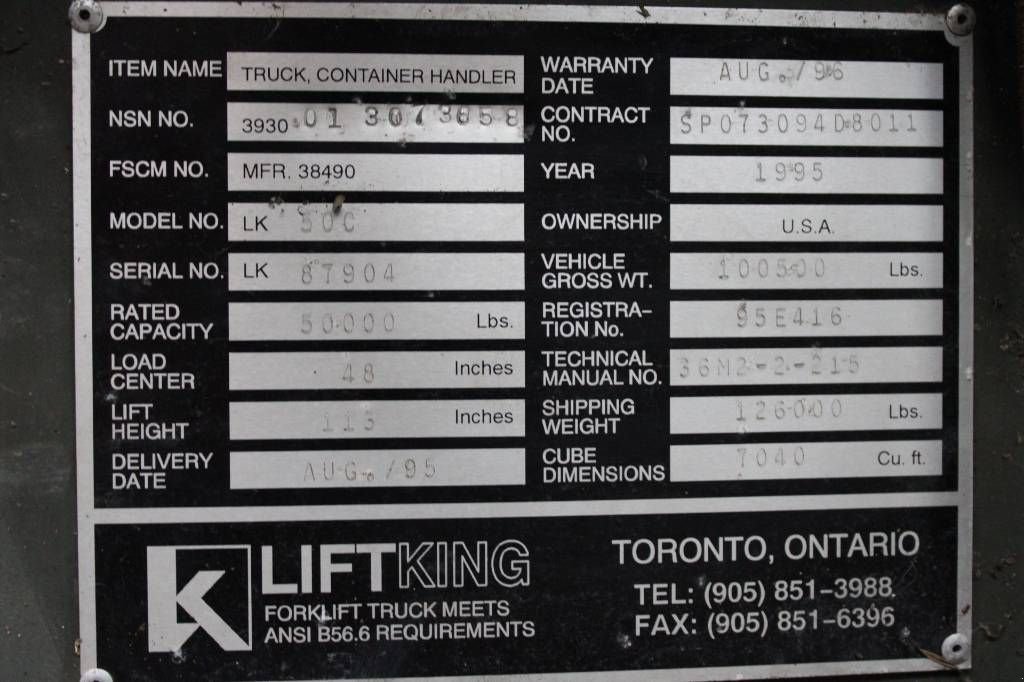 ITEM NAME TRUCK, CONTAINER HANDLER
NSN NO. 3930
FSCM NO. MFR. 38490
MODEL NO. LK 50C
SERIAL NO. LK 87904
RATED
CAPACITY 50000 Lbs.
LOAD
CENTER 48 Inches
LIFT
HEIGHT 113 Inches
DELIVERY
DATE AUG./95
WARRANTY
DATE AUG./96
CONTRACT
NO. SP073094D8011
YEAR 1995
OWNERSHIP U.S.A.
VEHICLE
GROSS WT. 100500 Lbs.
REGISTRA-
TION No. 95E416
TECHNICAL
MANUAL NO. 36M2-2-215
SHIPPING
WEIGHT 126000 Lbs.
CUBE
DIMENSIONS 7040 Cu. ft.
K LIFTKING
FORKLIFT TRUCK MEETS
ANSI B56.6 REQUIREMENTS
TORONTO, ONTARIO
TEL: (905) 851-3988
FAX: (905) 851-6396